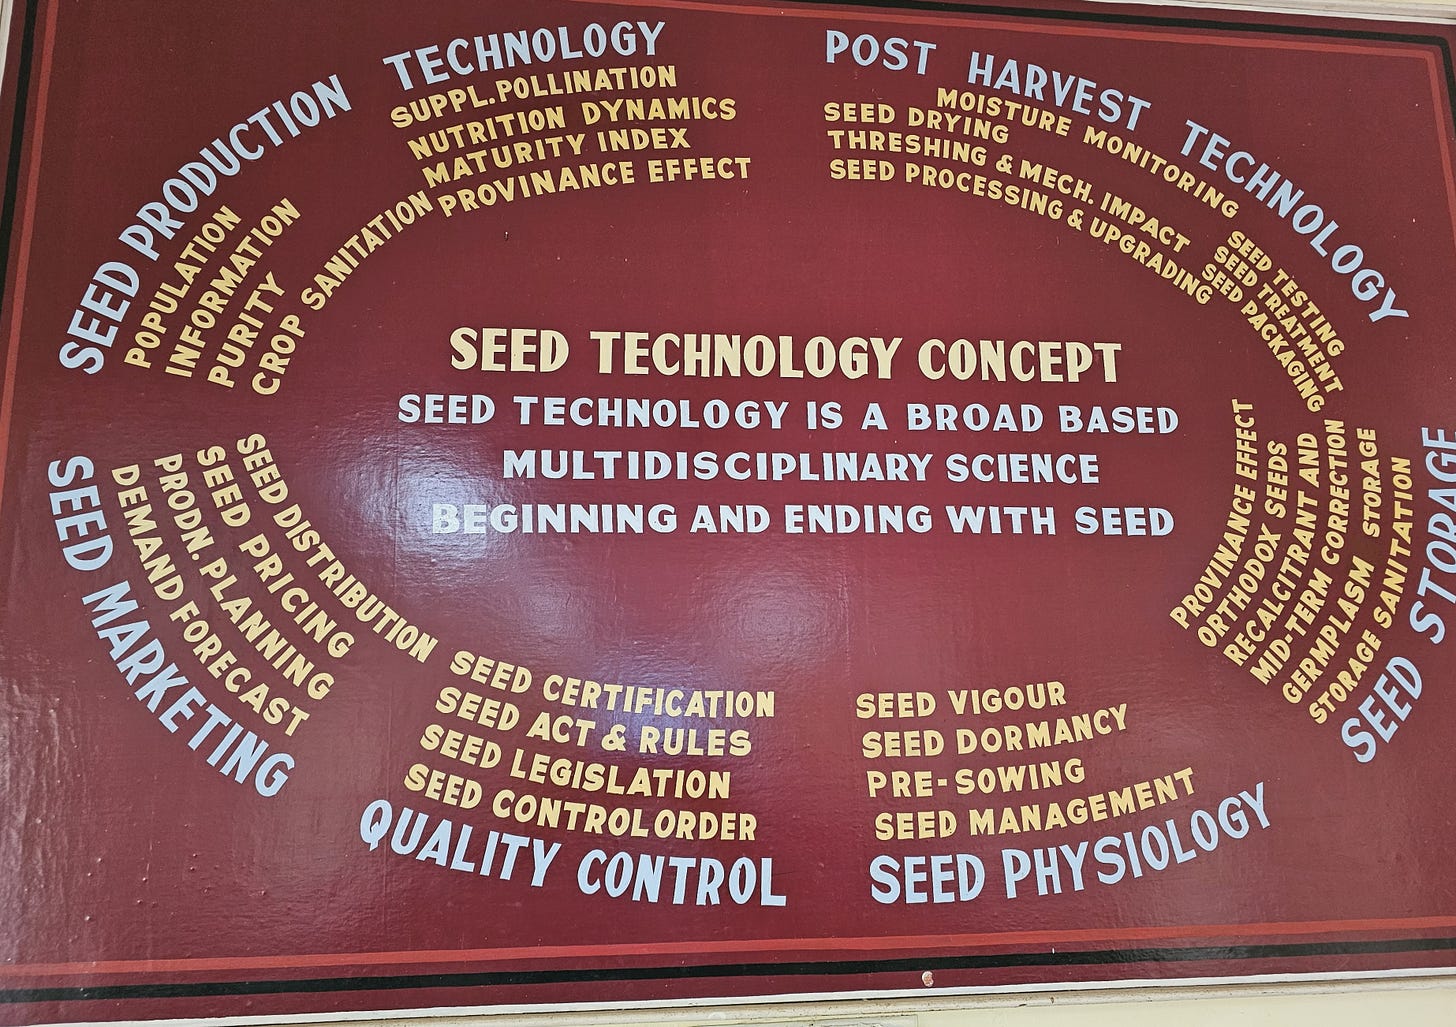 SEED PRODUCTION TECHNOLOGY
SUPPL. POLLINATION
NUTRITION DYNAMICS
MATURITY INDEX
PROVINANCE EFFECT
POPULATION
INFORMATION
PURITY
CROP SANITATION
POST HARVEST TECHNOLOGY
MOISTURE MONITORING
SEED DRYING
THRESHING & MECH. IMPACT
SEED PROCESSING & UPGRADING
SEED TESTING
SEED TREATMENT
SEED PACKAGING
SEED TECHNOLOGY CONCEPT
SEED TECHNOLOGY IS A BROAD BASED
MULTIDISCIPLINARY SCIENCE
BEGINNING AND ENDING WITH SEED
PROVINANCE EFFECT
ORTHODOX SEEDS
RECALCITRANT AND
MID-TERM CORRECTION
GERMPLASM STORAGE
STORAGE SANITATION
SEED STORAGE
SEED DISTRIBUTION
SEED PRICING
PRODN. PLANNING
DEMAND FORECAST
SEED MARKETING
SEED CERTIFICATION
SEED ACT & RULES
SEED LEGISLATION
SEED CONTROL ORDER
QUALITY CONTROL
SEED VIGOUR
SEED DORMANCY
PRE-SOWING
SEED MANAGEMENT
SEED PHYSIOLOGY